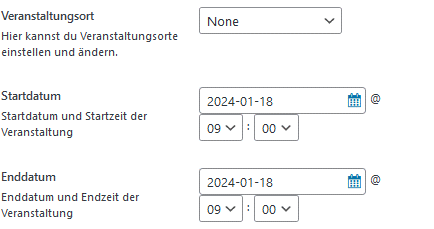 Veranstaltungsort
None
Hier kannst du Veranstaltungsorte
einstellen und ändern.
Startdatum
2024-01-18 @
Startdatum und Startzeit der
Veranstaltung
09 : 00
Enddatum
2024-01-18 @
Enddatum und Endzeit der
Veranstaltung
09 : 00